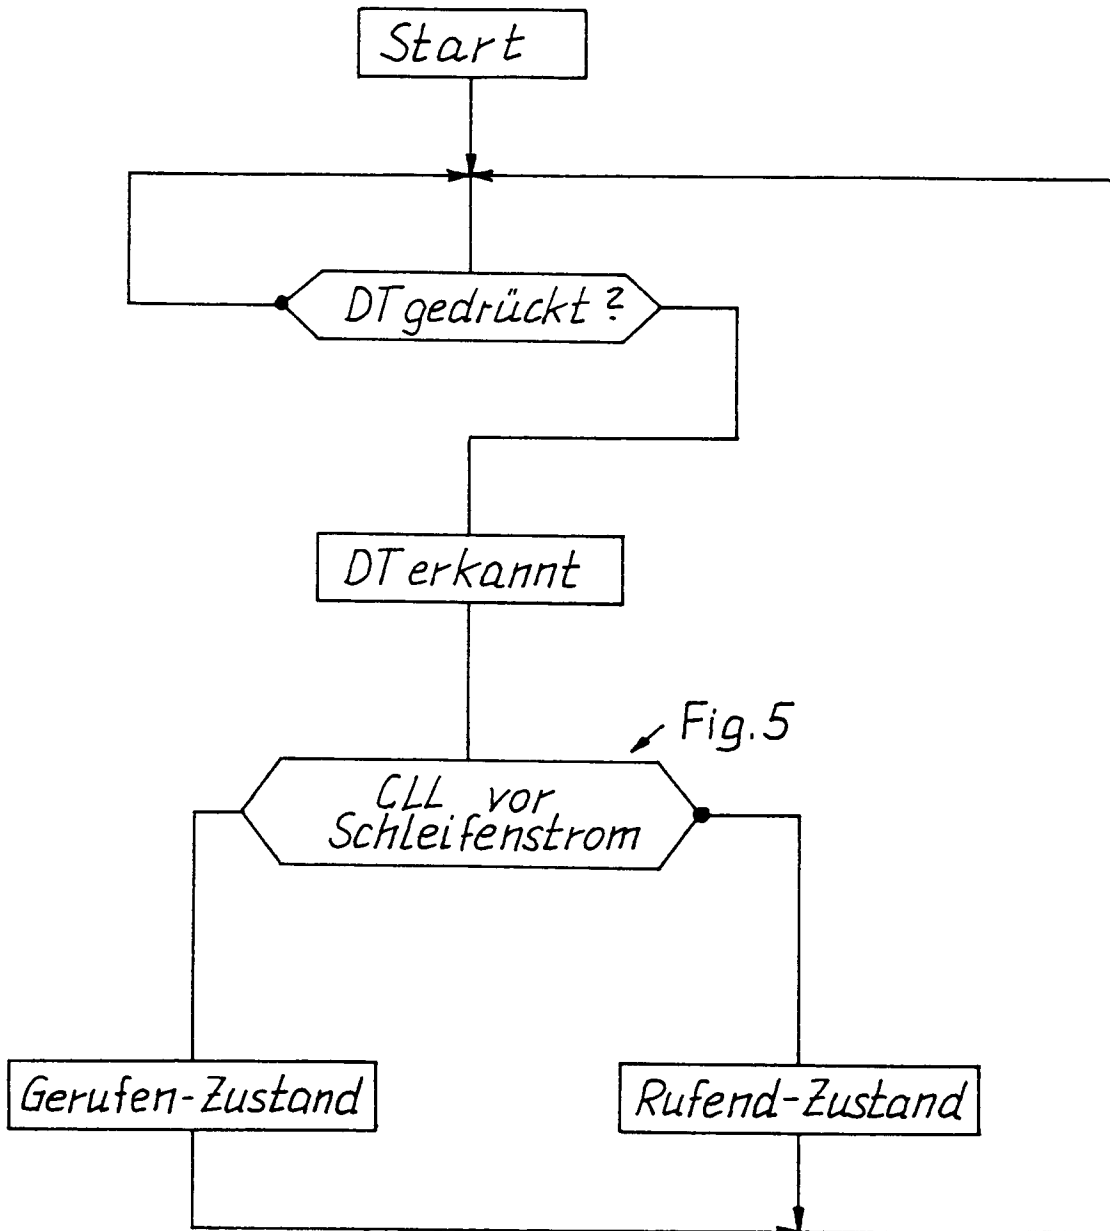 Start
DT gedrückt?
DT erkannt
Fig. 5
CLL vor
Schleifenstrom
Gerufen-Zustand
Rufend-Zustand